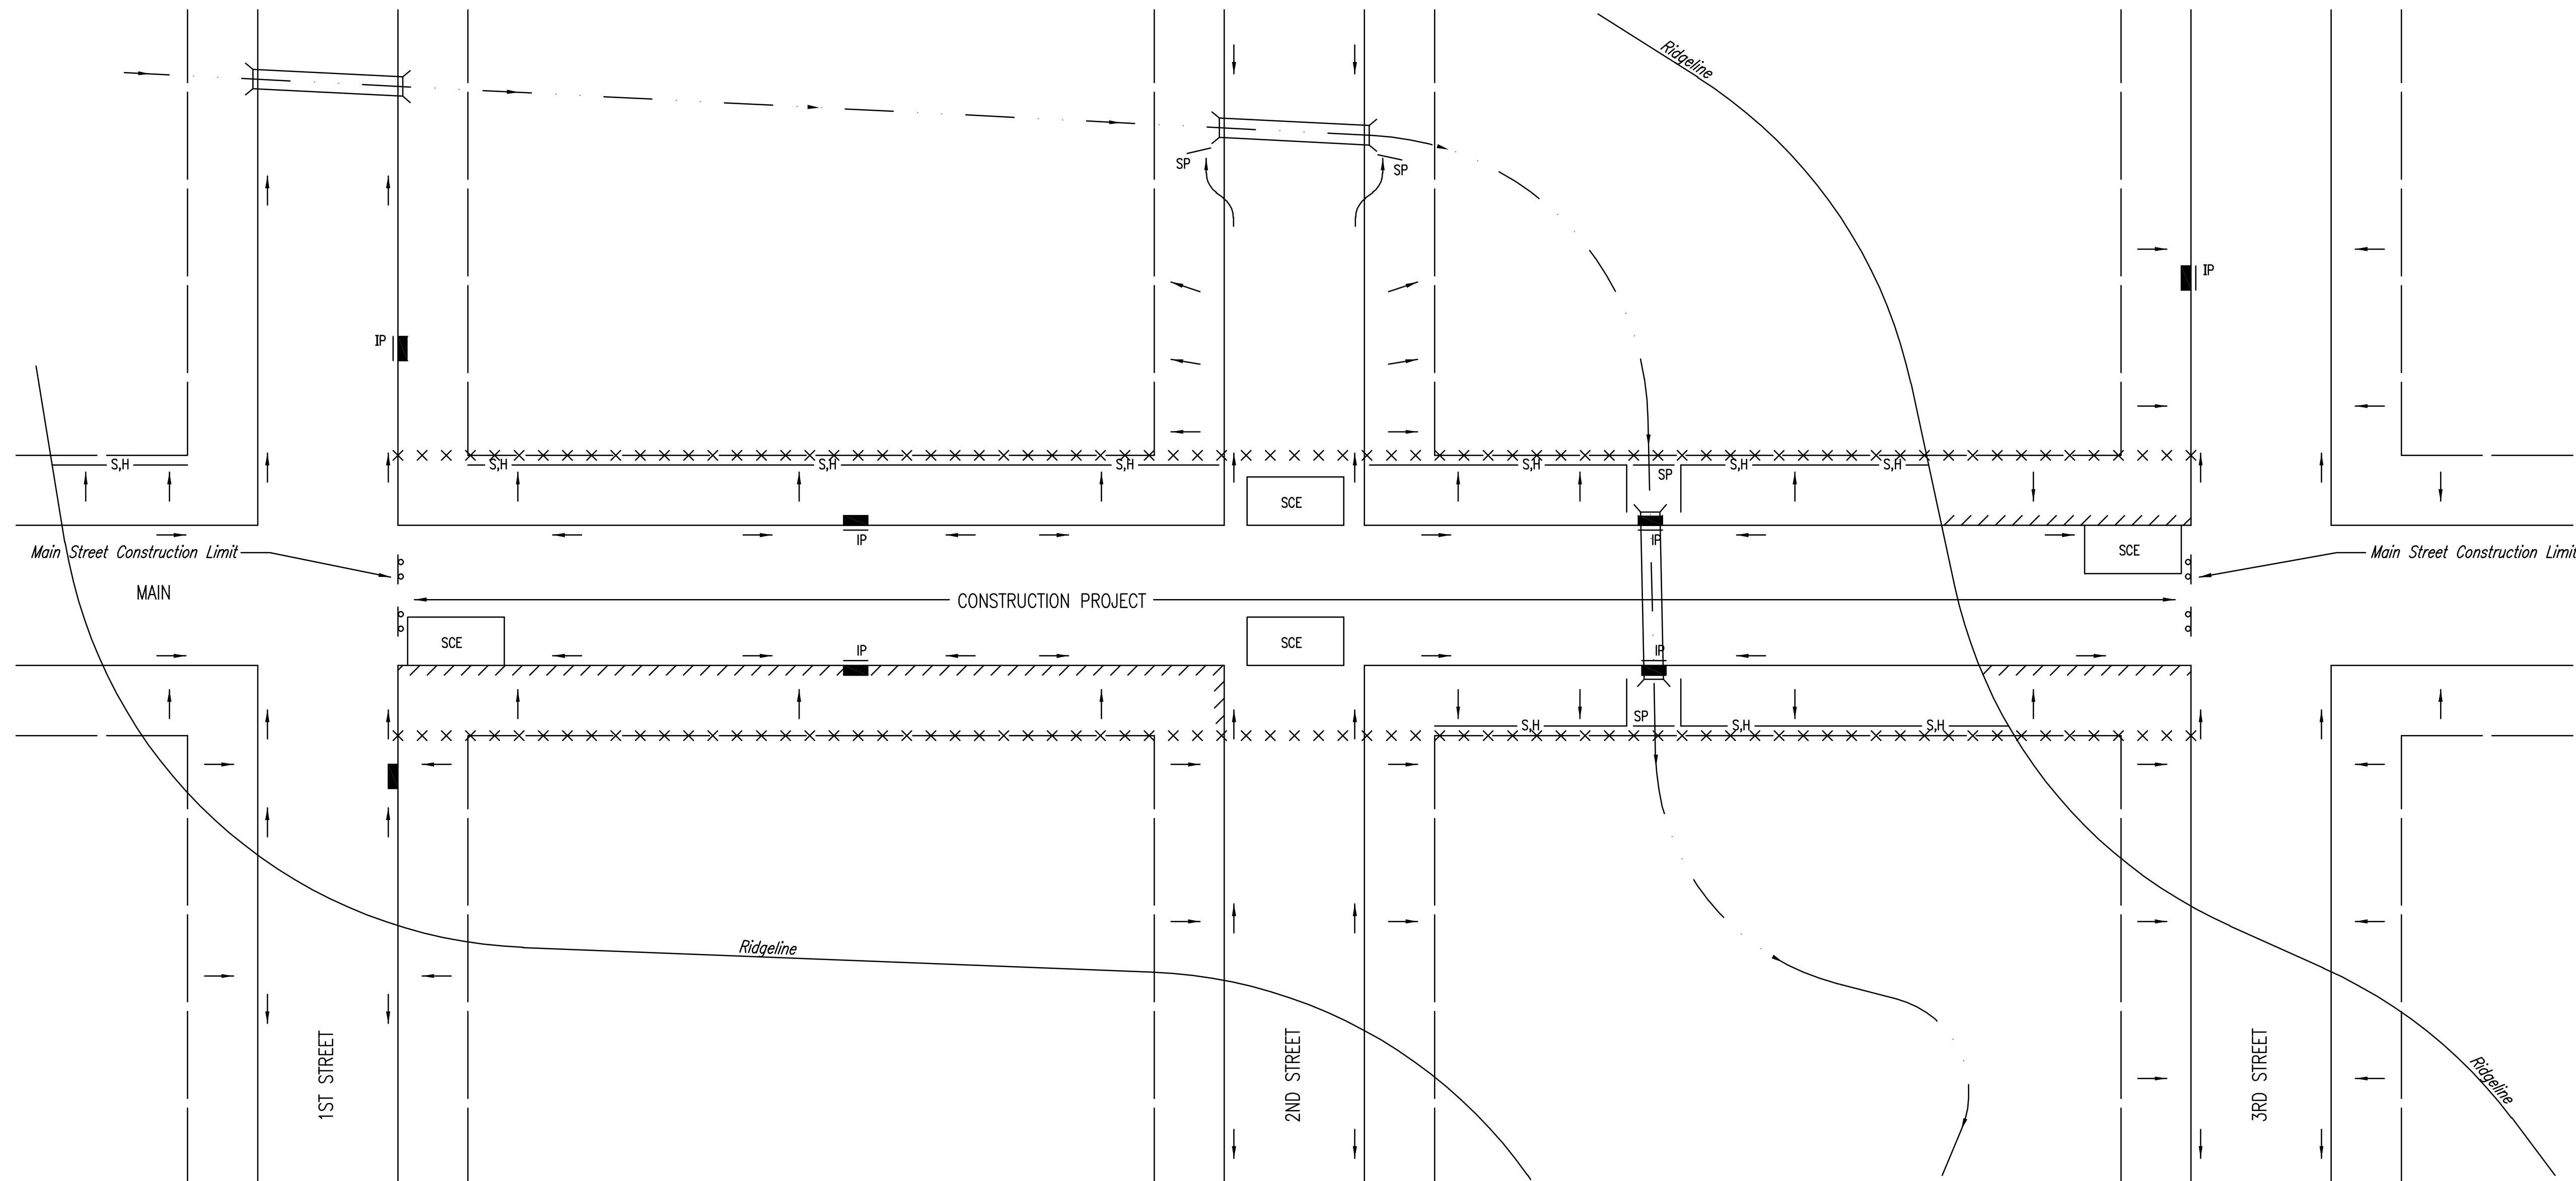 Ridgeline
SP
SP
IP
IP
S,H
S,H
S,H
S,H
S,H
SP
S,H
S,H
SCE
IP
IP
SCE
Main Street Construction Limit
Main Street Construction Limit
MAIN
CONSTRUCTION PROJECT
SCE
SCE
IP
IP
S,H
SP
S,H
S,H
Ridgeline
1ST STREET
2ND STREET
3RD STREET
Ridgeline